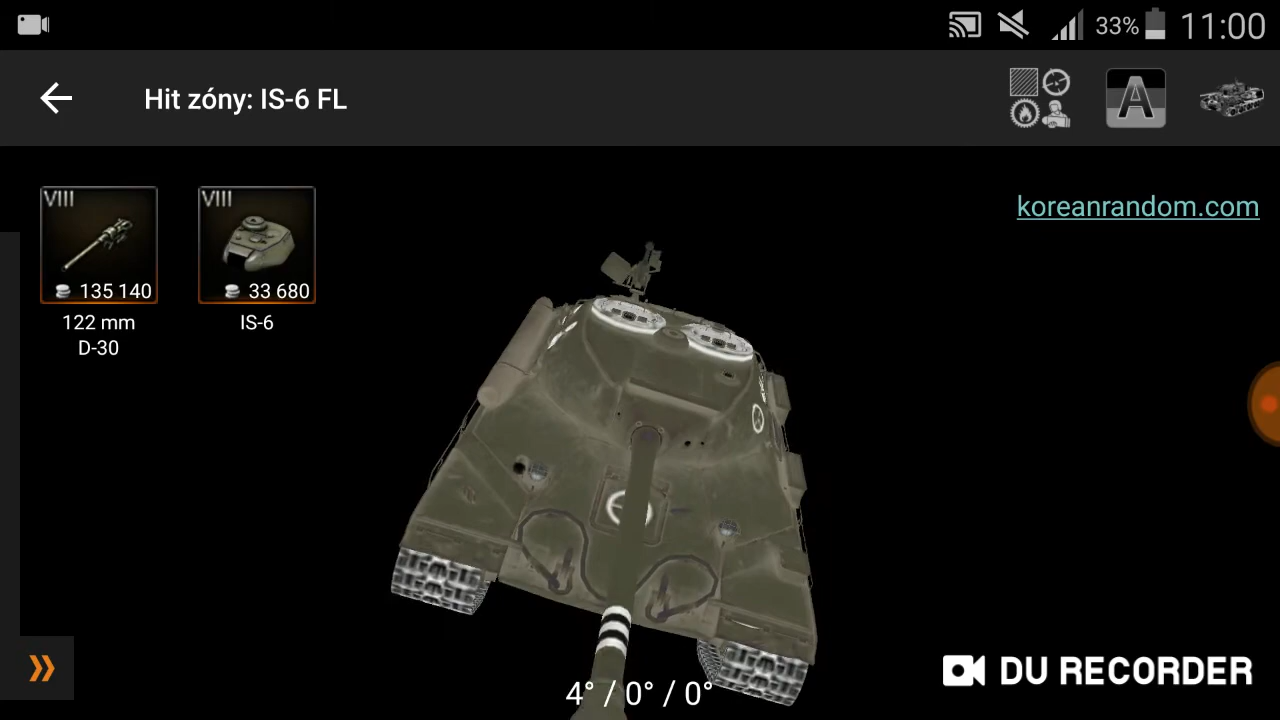 33% 11:00
Hit zóny: IS-6 FL
A
VIII VIII
135 140 33 680
122 mm IS-6
D-30
koreanrandom.com
4° / 0° / 0°
DU RECORDER